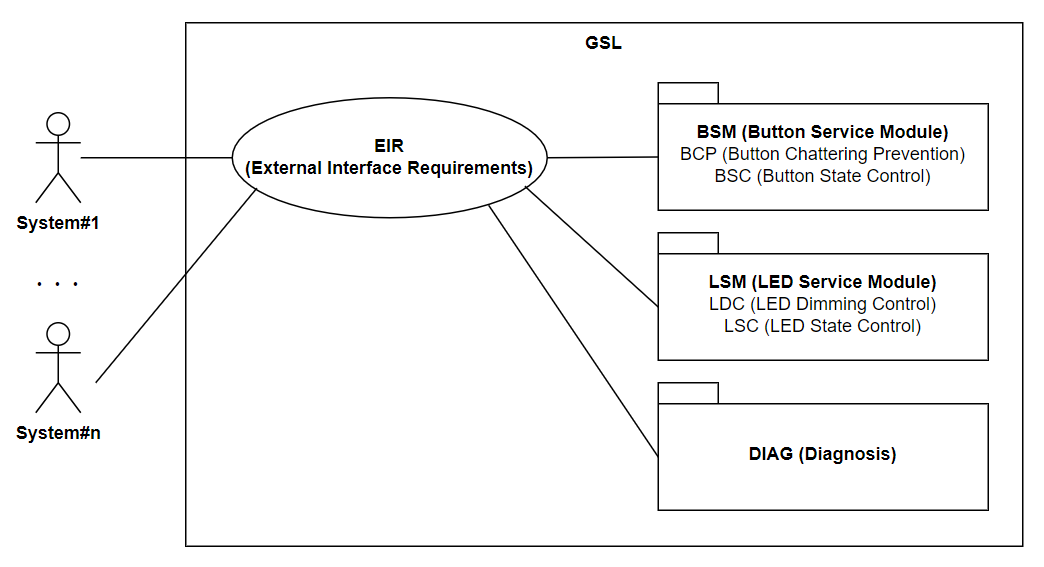 GSL
EIR
(External Interface Requirements)
System#1
. . .
System#n
BSM (Button Service Module)
BCP (Button Chattering Prevention)
BSC (Button State Control)
LSM (LED Service Module)
LDC (LED Dimming Control)
LSC (LED State Control)
DIAG (Diagnosis)